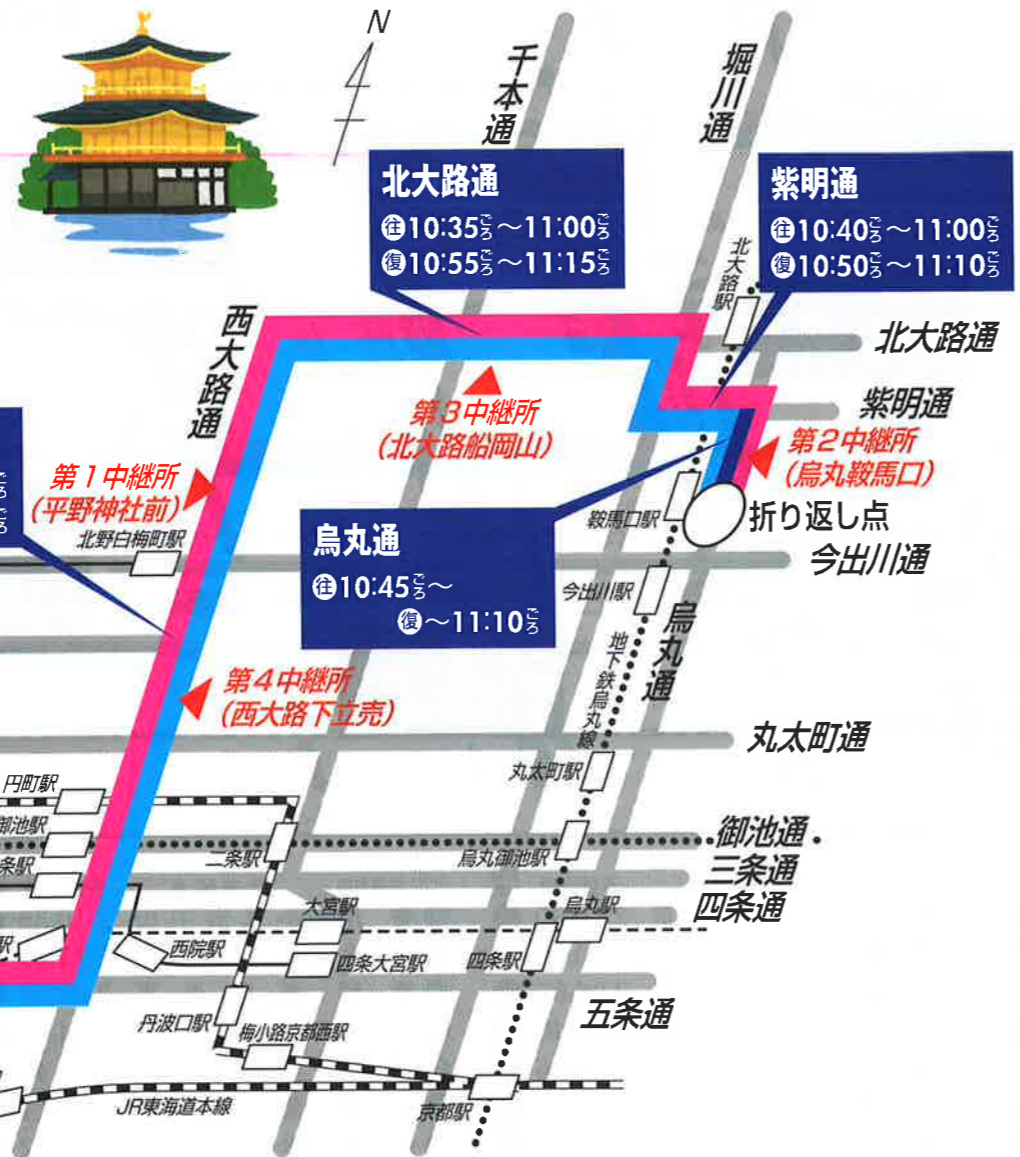 N
千本通
堀川通
北大路通
往10:35ごろ～11:00ごろ
復10:55ごろ～11:15ごろ
紫明通
往10:40ごろ～11:00ごろ
復10:50ごろ～11:10ごろ
北大路駅
西大路通
北大路通
紫明通
第3中継所
(北大路船岡山)
第2中継所
(烏丸鞍馬口)
第1中継所
(平野神社前)
ごろ
ごろ
北野白梅町駅
鞍馬口駅
折り返し点
烏丸通
往10:45ごろ～
復～11:10ごろ
今出川通
今出川駅
烏丸通
地下鉄烏丸線
第4中継所
(西大路下立売)
丸太町通
丸太町駅
円町駅
御池駅
二条駅
烏丸御池駅
御池通
条駅
三条通
大宮駅
烏丸駅
四条通
駅
西院駅
四条大宮駅
四条駅
五条通
丹波口駅
梅小路京都西駅
JR東海道本線
京都駅